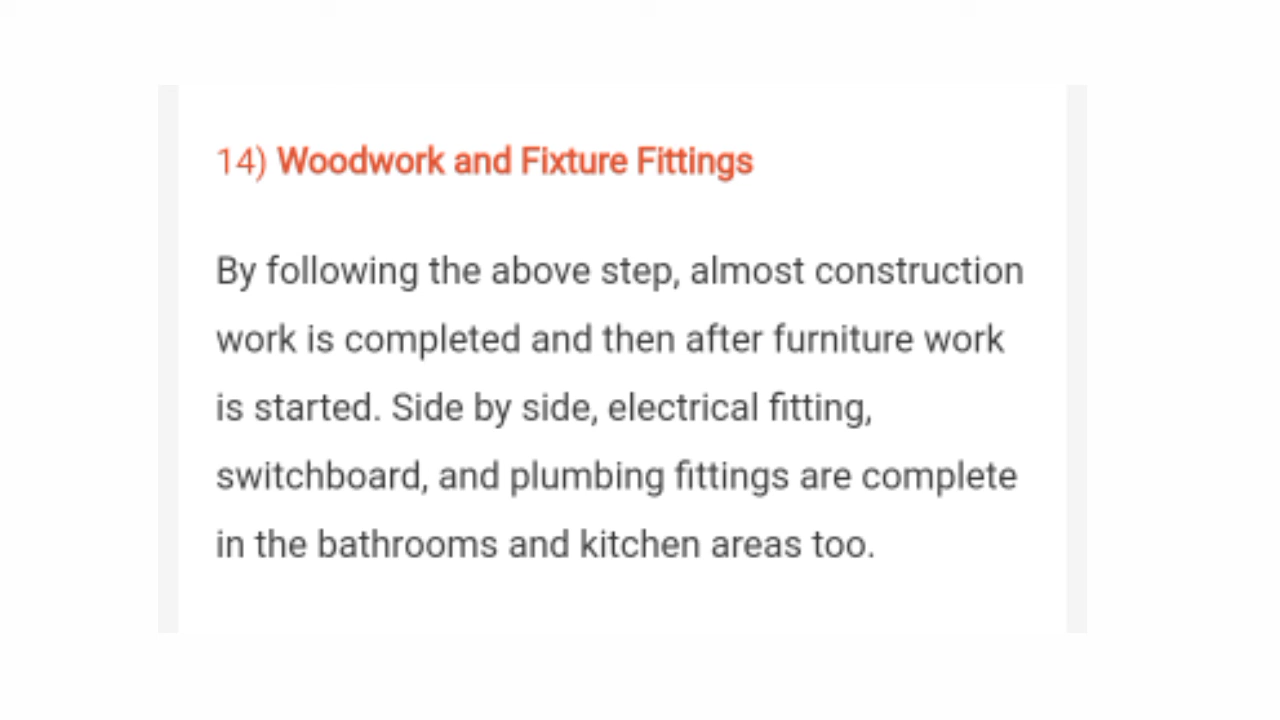 14) Woodwork and Fixture Fittings
By following the above step, almost construction
work is completed and then after furniture work
is started. Side by side, electrical fitting,
switchboard, and plumbing fittings are complete
in the bathrooms and kitchen areas too.